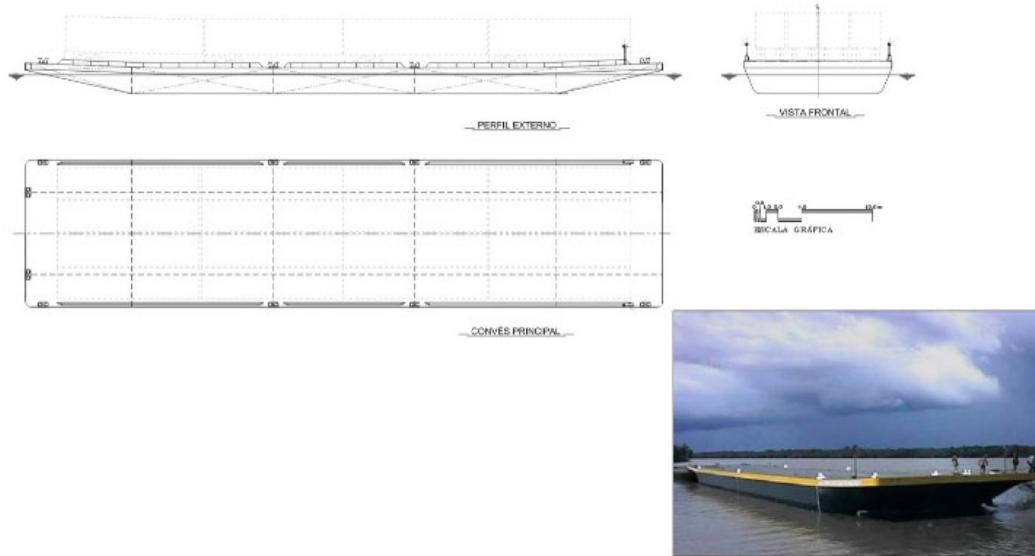 PERFIL EXTERNO
VISTA FRONTAL
ESCALA GRÁFICA
CONVÉS PRINCIPAL